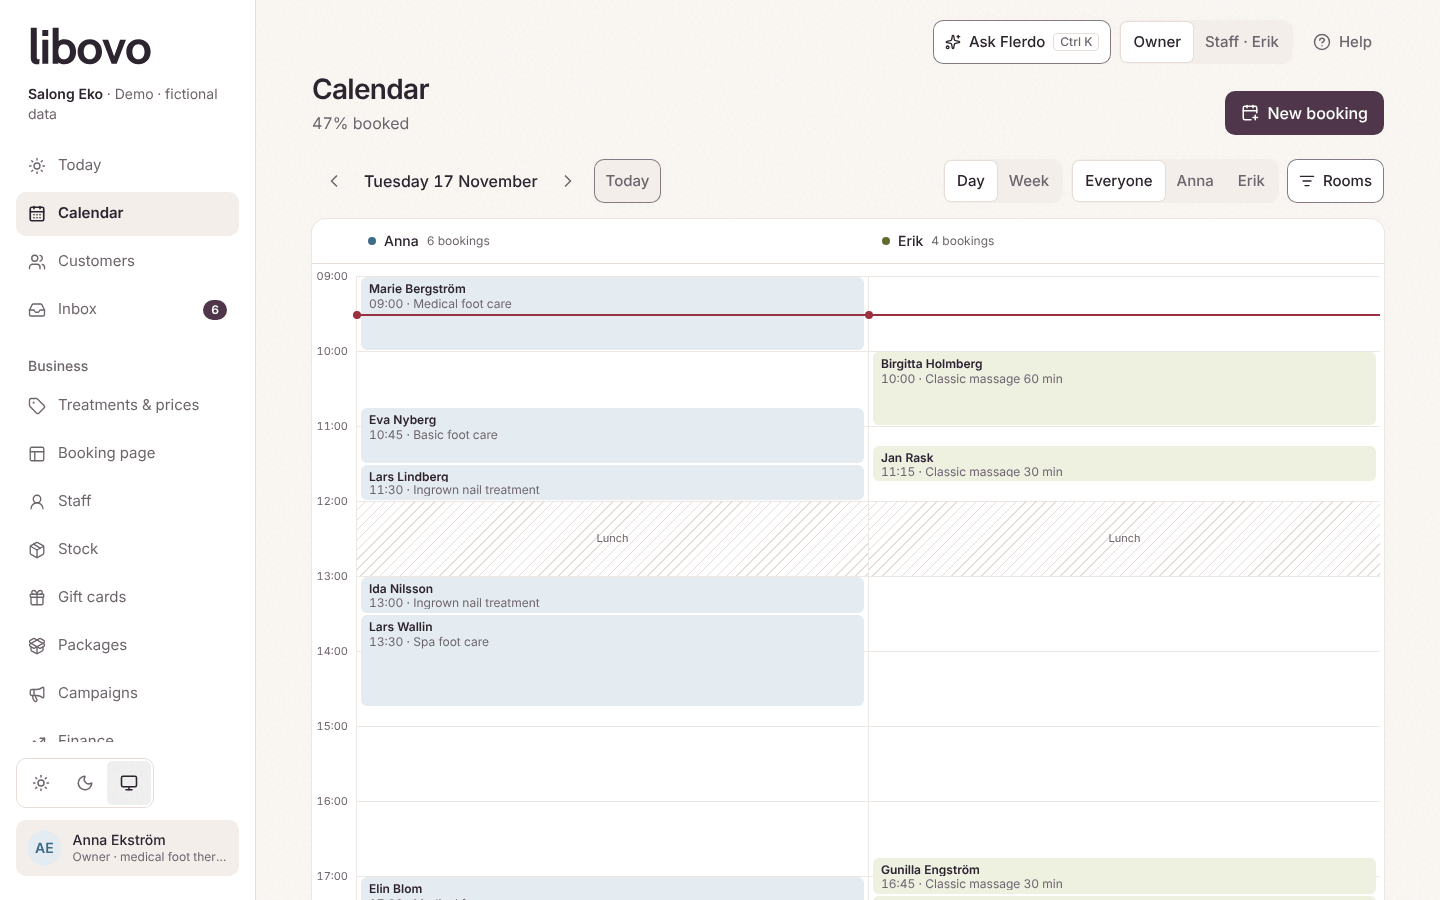 libovo
Salong Eko · Demo · fictional
data
Today
Calendar
Customers
Inbox 6
Business
Treatments & prices
Booking page
Staff
Stock
Gift cards
Packages
Campaigns
Finance
AE
Anna Ekström
Owner · medical foot ther...
Ask Flerdo Ctrl K
Owner Staff · Erik
Help
Calendar
47% booked
New booking
Tuesday 17 November
Today
Day Week
Everyone Anna Erik
Rooms
Anna 6 bookings
Erik 4 bookings
09:00
Marie Bergström
09:00 · Medical foot care
10:00
Birgitta Holmberg
10:00 · Classic massage 60 min
Eva Nyberg
10:45 · Basic foot care
11:00
Jan Rask
11:15 · Classic massage 30 min
Lars Lindberg
11:30 · Ingrown nail treatment
12:00
Lunch
Lunch
13:00
Ida Nilsson
13:00 · Ingrown nail treatment
Lars Wallin
13:30 · Spa foot care
14:00
15:00
16:00
Gunilla Engström
16:45 · Classic massage 30 min
17:00
Elin Blom